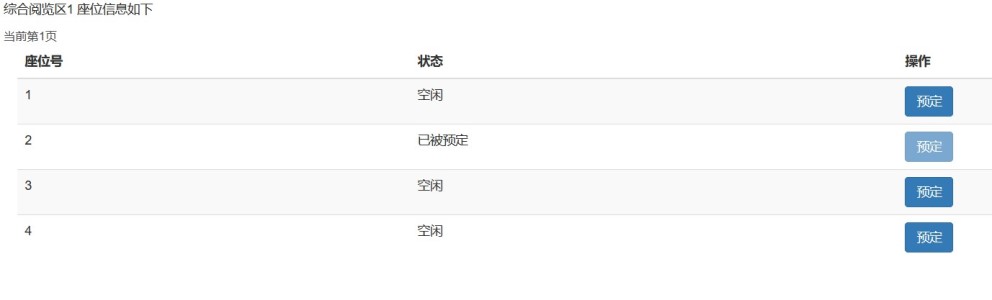 综合阅览区1 座位信息如下
当前第1页
座位号 状态 操作
1 空闲 预定
2 已被预定 预定
3 空闲 预定
4 空闲 预定